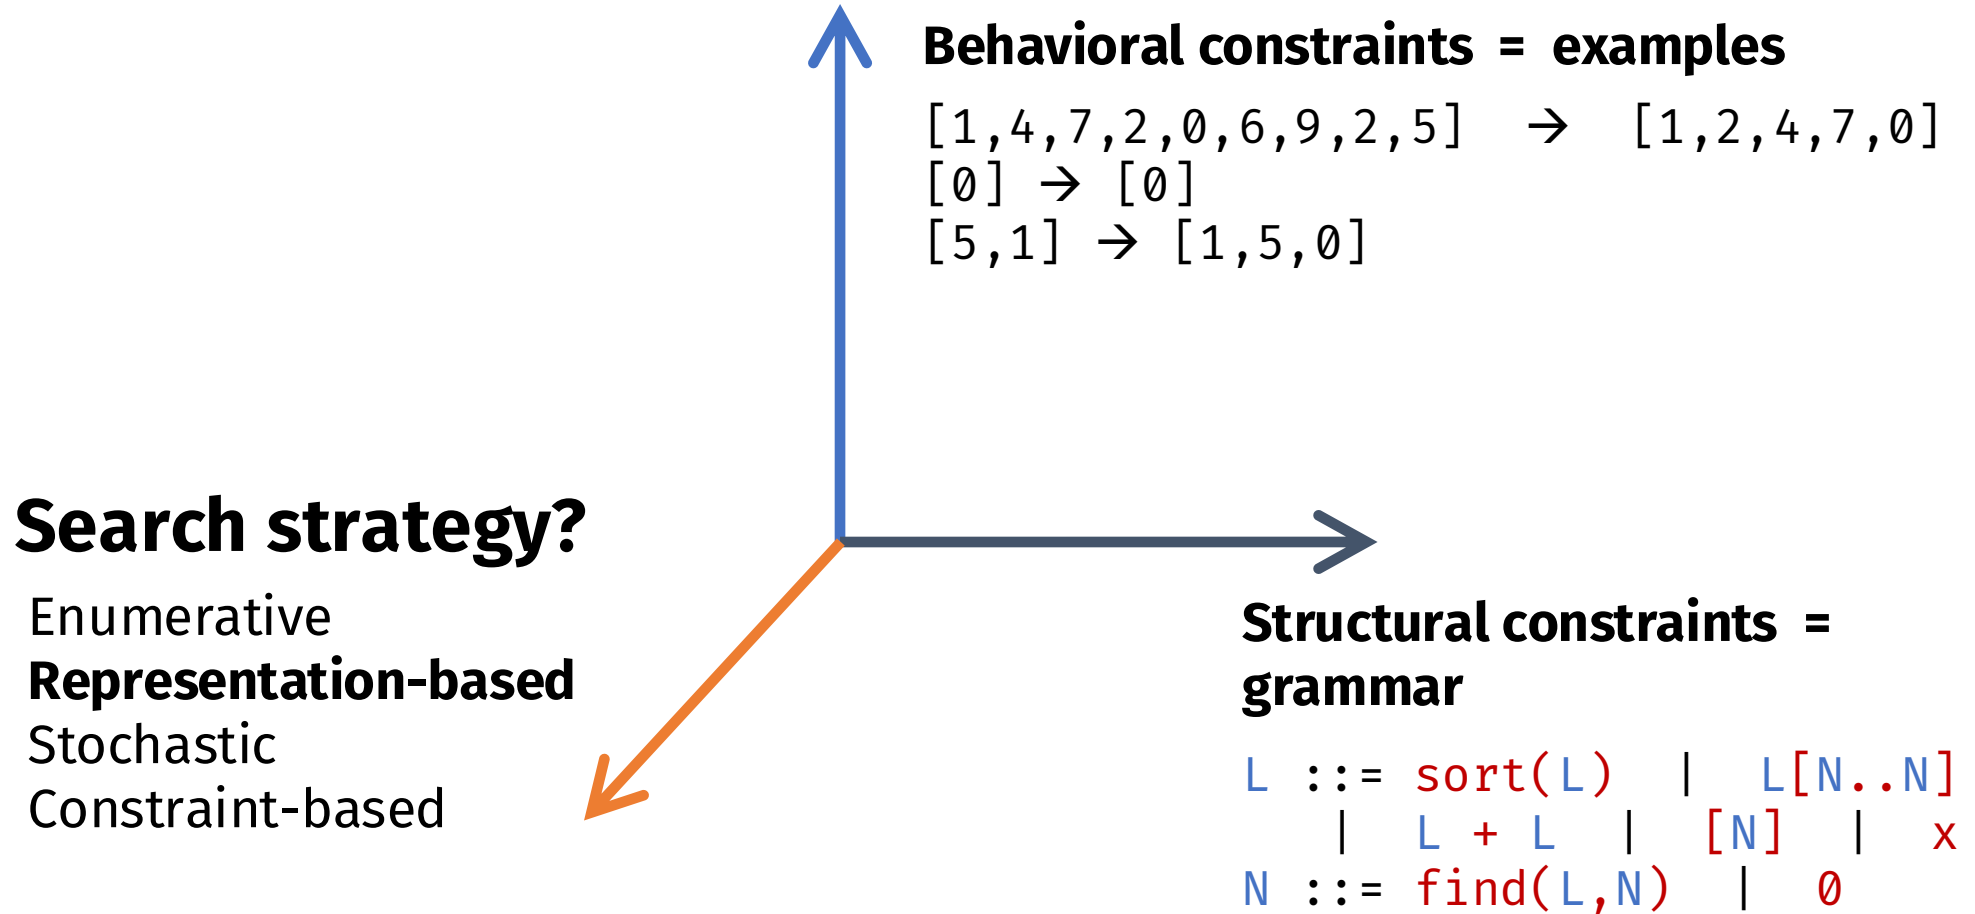 Behavioral constraints = examples
[1,4,7,2,0,6,9,2,5] → [1,2,4,7,0]
[0] → [0]
[5,1] → [1,5,0]
Search strategy?
Enumerative
Representation-based
Stochastic
Constraint-based
Structural constraints =
grammar
L ::= sort(L) | L[N..N]
| L + L | [N] | x
N ::= find(L,N) | 0